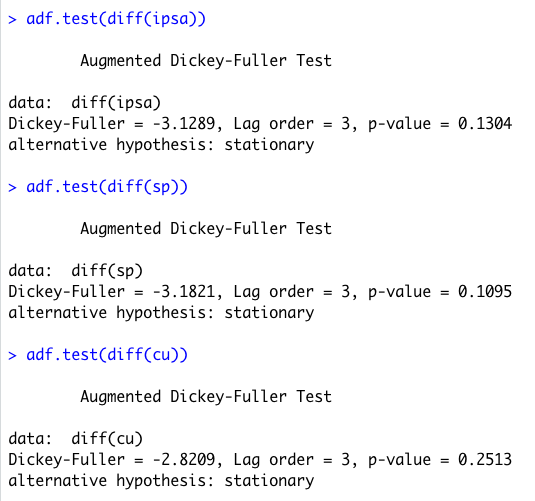 > adf.test(diff(ipsa))
Augmented Dickey-Fuller Test
data:  diff(ipsa)
Dickey-Fuller = -3.1289, Lag order = 3, p-value = 0.1304
alternative hypothesis: stationary
> adf.test(diff(sp))
Augmented Dickey-Fuller Test
data:  diff(sp)
Dickey-Fuller = -3.1821, Lag order = 3, p-value = 0.1095
alternative hypothesis: stationary
> adf.test(diff(cu))
Augmented Dickey-Fuller Test
data:  diff(cu)
Dickey-Fuller = -2.8209, Lag order = 3, p-value = 0.2513
alternative hypothesis: stationary